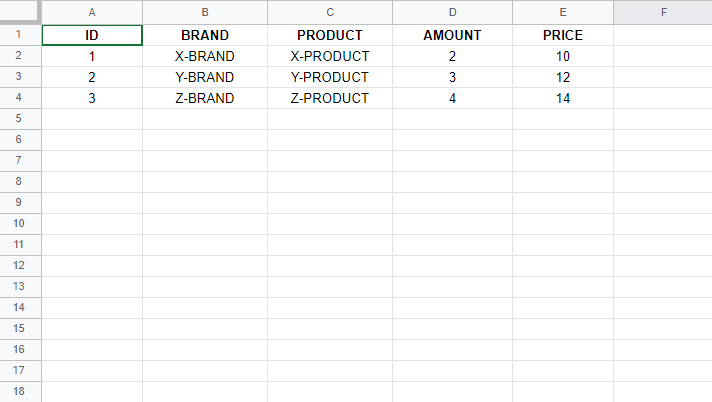 A B C D E F
1 ID BRAND PRODUCT AMOUNT PRICE
2 1 X-BRAND X-PRODUCT 2 10
3 2 Y-BRAND Y-PRODUCT 3 12
4 3 Z-BRAND Z-PRODUCT 4 14
5
6
7
8
9
10
11
12
13
14
15
16
17
18